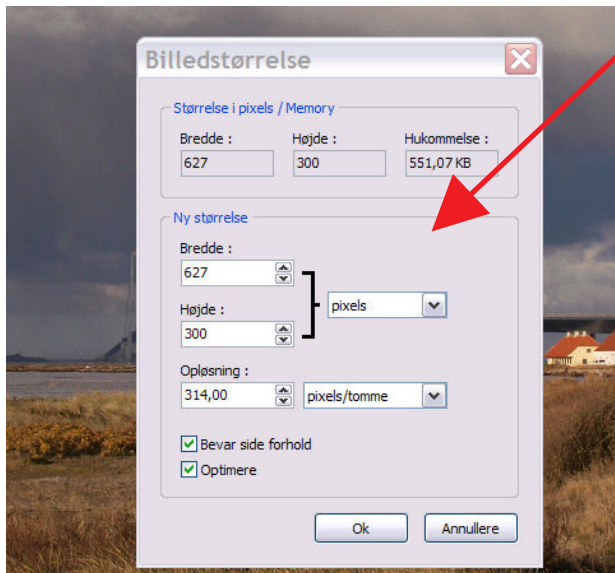 Billedstørrelse
Størrelse i pixels / Memory
Bredde : Højde : Hukommelse :
627 300 551,07 KB
Ny størrelse
Bredde :
627
pixels
Højde :
300
Opløsning :
314,00 pixels/tomme
Bevar side forhold
Optimere
Ok Annullere